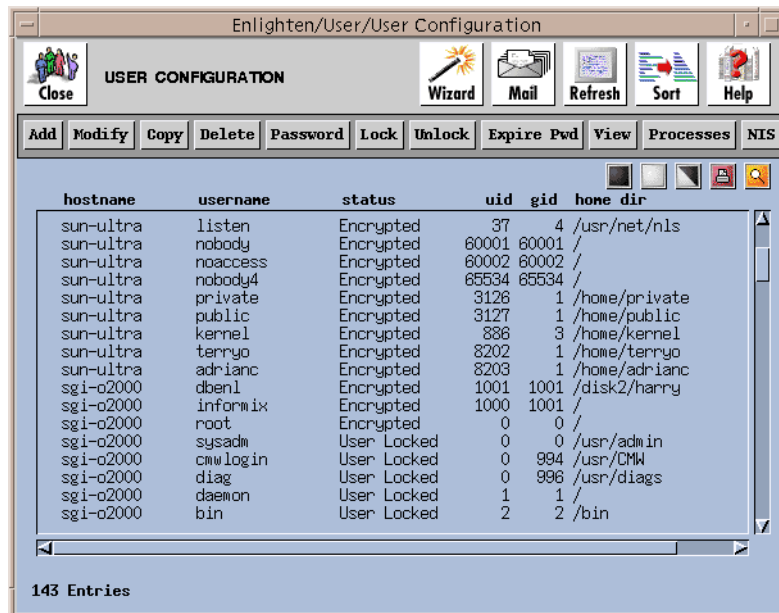 Enlighten/User/User Configuration
Close USER CONFIGURATION Wizard Mail Refresh Sort Help
Add Modify Copy Delete Password Lock Unlock Expire Pwd View Processes NIS
hostname username status uid gid home dir
sun-ultra listen Encrypted 37 4 /usr/net/nls
sun-ultra nobody Encrypted 60001 60001 /
sun-ultra noaccess Encrypted 60002 60002 /
sun-ultra nobody4 Encrypted 65534 65534 /
sun-ultra private Encrypted 3126 1 /home/private
sun-ultra public Encrypted 3127 1 /home/public
sun-ultra kernel Encrypted 886 3 /home/kernel
sun-ultra terryo Encrypted 8202 1 /home/terryo
sun-ultra adrianc Encrypted 8203 1 /home/adrianc
sgi-o2000 dbenl Encrypted 1001 1001 /disk2/harry
sgi-o2000 informix Encrypted 1000 1001 /
sgi-o2000 root Encrypted 0 0 /
sgi-o2000 sysadm User Locked 0 0 /usr/admin
sgi-o2000 cmwlogin User Locked 0 994 /usr/CMW
sgi-o2000 diag User Locked 0 996 /usr/diags
sgi-o2000 daemon User Locked 1 1 /
sgi-o2000 bin User Locked 2 2 /bin
143 Entries